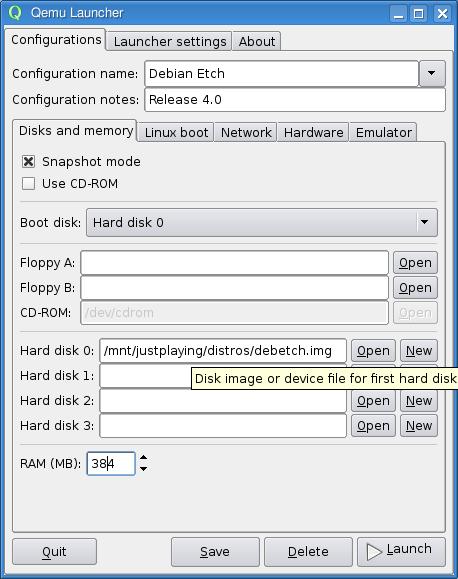 Qemu Launcher
Configurations Launcher settings About
Configuration name: Debian Etch
Configuration notes: Release 4.0
Disks and memory Linux boot Network Hardware Emulator
Snapshot mode
Use CD-ROM
Boot disk: Hard disk 0
Floppy A: Open
Floppy B: Open
CD-ROM: /dev/cdrom Open
Hard disk 0: /mnt/justplaying/distros/debetch.img Open New
Hard disk 1:
Disk image or device file for first hard disk
Hard disk 2: Open New
Hard disk 3: Open New
RAM (MB): 384
Quit Save Delete Launch